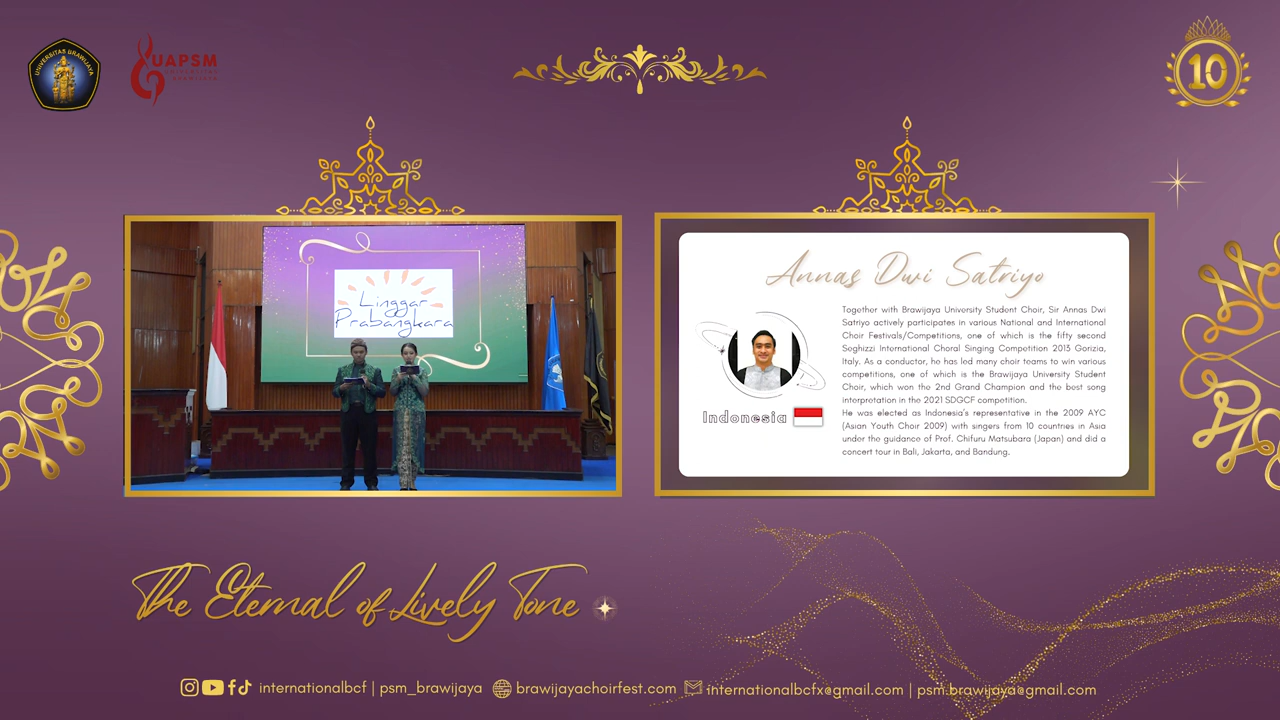 UNIVERSITAS BRAWIJAYA
UAPSM
UNIVERSITAS
BRAWIJAYA
10
Linggar
Prabangkara
Annas Dwi Satriyo
Together with Brawijaya University Student Choir, Sir Annas Dwi
Satriyo actively participates in various National and International
Choir Festivals/Competitions, one of which is the fifty second
Seghizzi International Choral Singing Competition 2013 Gorizia,
Italy. As a conductor, he has led many choir teams to win various
competitions, one of which is the Brawijaya University Student
Choir, which won the 2nd Grand Champion and the best song
interpretation in the 2021 SDGCF competition.
He was elected as Indonesia's representative in the 2009 AYC
(Asian Youth Choir 2009) with singers from 10 countries in Asia
under the guidance of Prof. Chifuru Matsubara (Japan) and did a
concert tour in Bali, Jakarta, and Bandung.
Indonesia
The Eternal of Lively Tone
internationalbcf | psm_brawijaya brawijayachoirfest.com internationalbcfx@gmail.com | psm.brawijaya@gmail.com